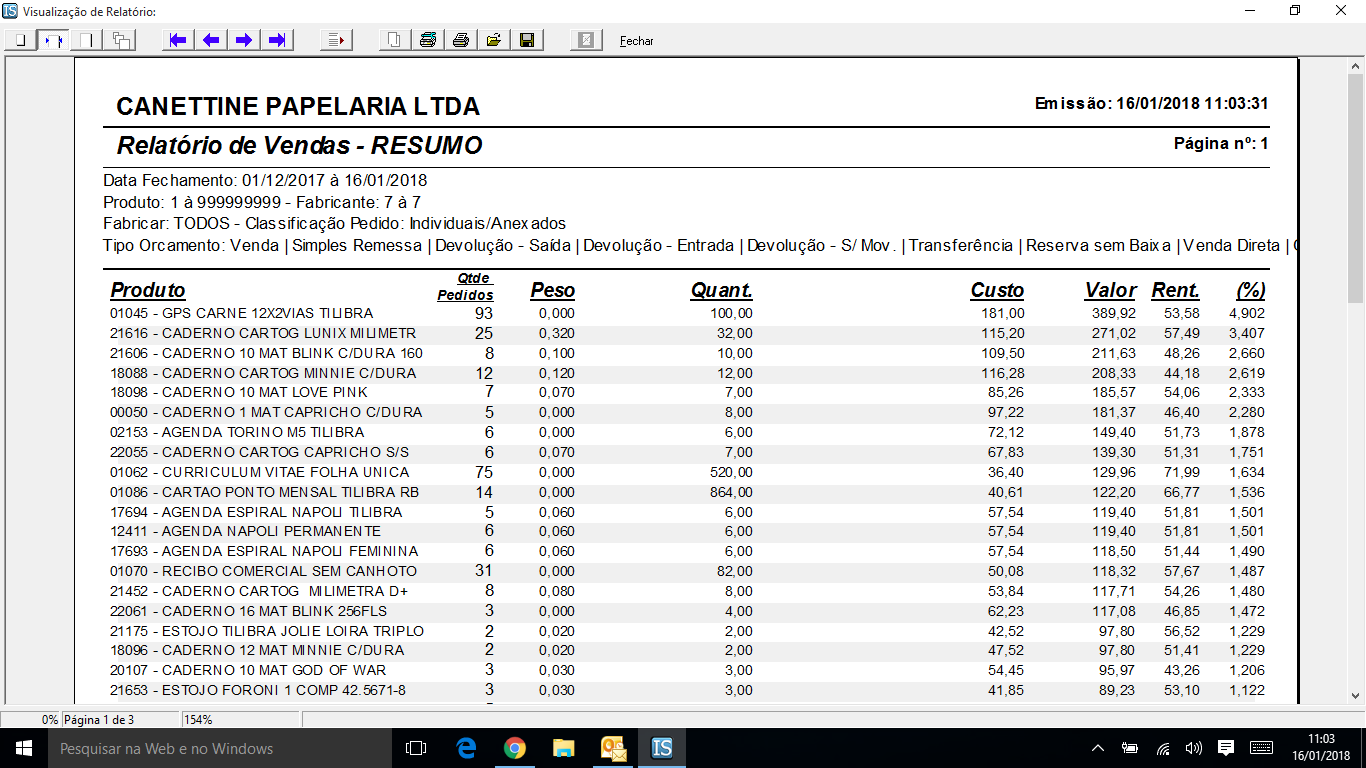 Visualização de Relatório:
Fechar
CANETTINE PAPELARIA LTDA Emissão: 16/01/2018 11:03:31
Relatório de Vendas - RESUMO Página nº: 1
Data Fechamento: 01/12/2017 à 16/01/2018
Produto: 1 à 999999999 - Fabricante: 7 à 7
Fabricar: TODOS - Classificação Pedido: Individuais/Anexados
Tipo Orcamento: Venda | Simples Remessa | Devolução - Saída | Devolução - Entrada | Devolução - S/ Mov. | Transferência | Reserva sem Baixa | Venda Direta |
Produto Qtde Pedidos Peso Quant. Custo Valor Rent. (%)
01045 - GPS CARNE 12X2VIAS TILIBRA 93 0,000 100,00 181,00 389,92 53,58 4,902
21616 - CADERNO CARTOG LUNIX MILIMETR 25 0,320 32,00 115,20 271,02 57,49 3,407
21606 - CADERNO 10 MAT BLINK C/DURA 160 8 0,100 10,00 109,50 211,63 48,26 2,660
18088 - CADERNO CARTOG MINNIE C/DURA 12 0,120 12,00 116,28 208,33 44,18 2,619
18098 - CADERNO 10 MAT LOVE PINK 7 0,070 7,00 85,26 185,57 54,06 2,333
00050 - CADERNO 1 MAT CAPRICHO C/DURA 5 0,000 8,00 97,22 181,37 46,40 2,280
02153 - AGENDA TORINO M5 TILIBRA 6 0,000 6,00 72,12 149,40 51,73 1,878
22055 - CADERNO CARTOG CAPRICHO S/S 6 0,070 7,00 67,83 139,30 51,31 1,751
01062 - CURRICULUM VITAE FOLHA UNICA 75 0,000 520,00 36,40 129,96 71,99 1,634
01086 - CARTAO PONTO MENSAL TILIBRA RB 14 0,000 864,00 40,61 122,20 66,77 1,536
17694 - AGENDA ESPIRAL NAPOLI TILIBRA 5 0,060 6,00 57,54 119,40 51,81 1,501
12411 - AGENDA NAPOLI PERMANENTE 6 0,060 6,00 57,54 119,40 51,81 1,501
17693 - AGENDA ESPIRAL NAPOLI FEMININA 6 0,060 6,00 57,54 118,50 51,44 1,490
01070 - RECIBO COMERCIAL SEM CANHOTO 31 0,000 82,00 50,08 118,32 57,67 1,487
21452 - CADERNO CARTOG  MILIMETRA D+ 8 0,080 8,00 53,84 117,71 54,26 1,480
22061 - CADERNO 16 MAT BLINK 256FLS 3 0,000 4,00 62,23 117,08 46,85 1,472
21175 - ESTOJO TILIBRA JOLIE LOIRA TRIPLO 2 0,020 2,00 42,52 97,80 56,52 1,229
18096 - CADERNO 12 MAT MINNIE C/DURA 2 0,020 2,00 47,52 97,80 51,41 1,229
20107 - CADERNO 10 MAT GOD OF WAR 3 0,030 3,00 54,45 95,97 43,26 1,206
21653 - ESTOJO FORONI 1 COMP 42.5671-8 3 0,030 3,00 41,85 89,23 53,10 1,122
0% Página 1 de 3 154%
Pesquisar na Web e no Windows
IS
11:03
16/01/2018